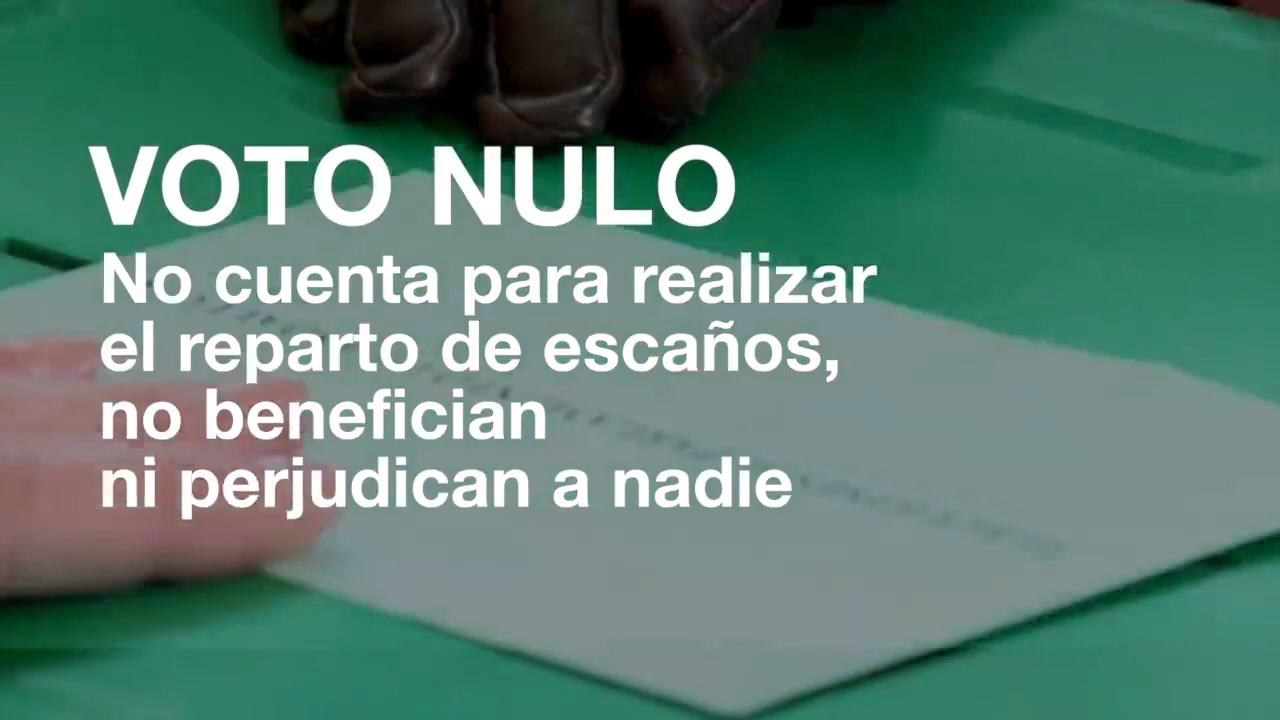 VOTO NULO
No cuenta para realizar
el reparto de escaños,
no benefician
ni perjudican a nadie